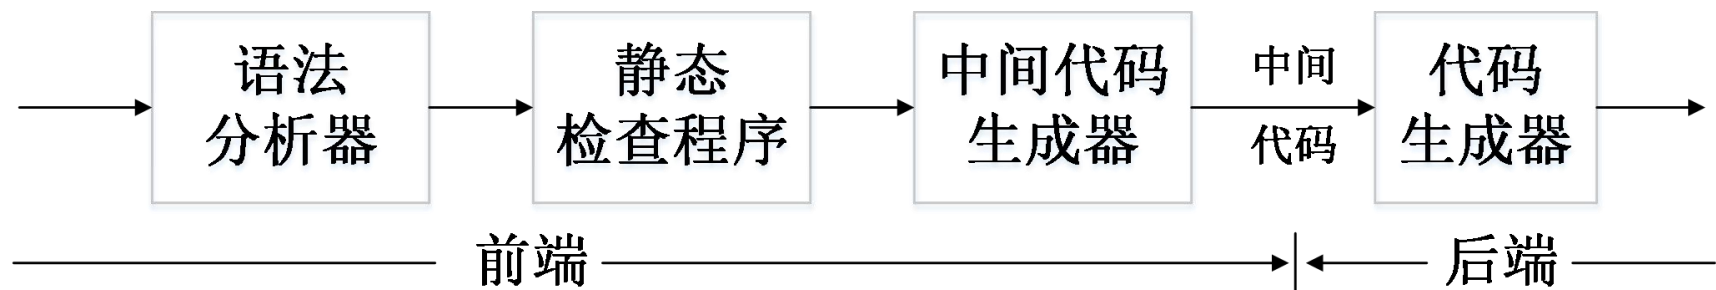 语法
分析器
静态
检查程序
中间代码
生成器
中间
代码
代码
生成器
前端
后端